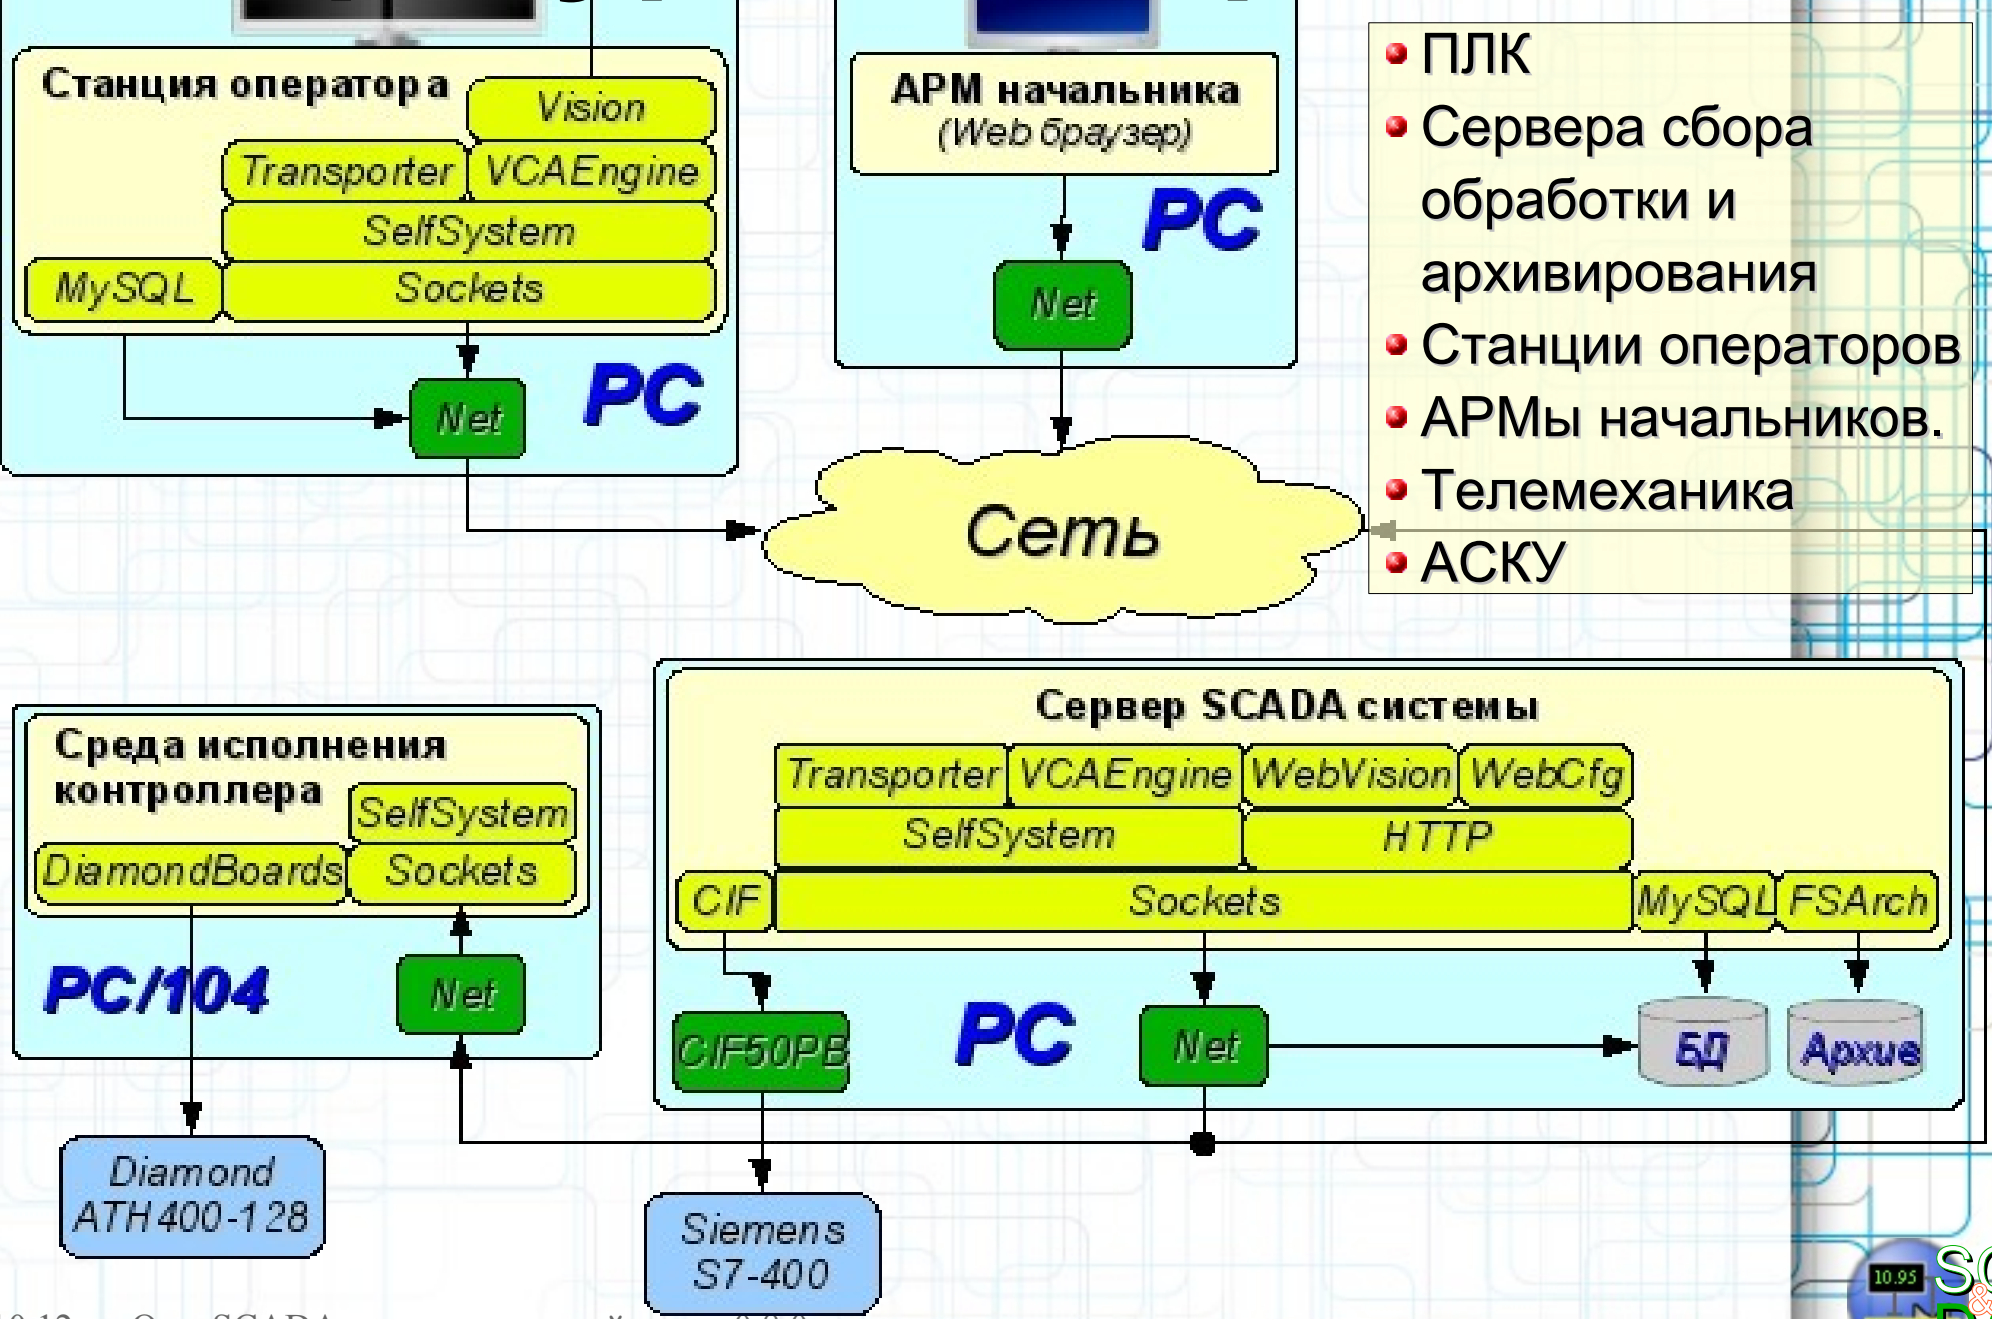 Станция оператора
Vision
Transporter
VCAEngine
SelfSystem
MySQL
Sockets
Net
PC
АРМ начальника
(Web браузер)
PC
Net
ПЛК
Сервера сбора
обработки и
архивирования
Станции операторов
АРМы начальников.
Телемеханика
АСКУ
Сеть
Среда исполнения
контроллера
SelfSystem
DiamondBoards
Sockets
PC/104
Net
Diamond
ATH400-128
Сервер SCADA системы
Transporter
VCAEngine
WebVision
WebCfg
SelfSystem
HTTP
CIF
Sockets
MySQL
FSArch
CIF50PB
PC
Net
БД
Архив
Siemens
S7-400
10.95